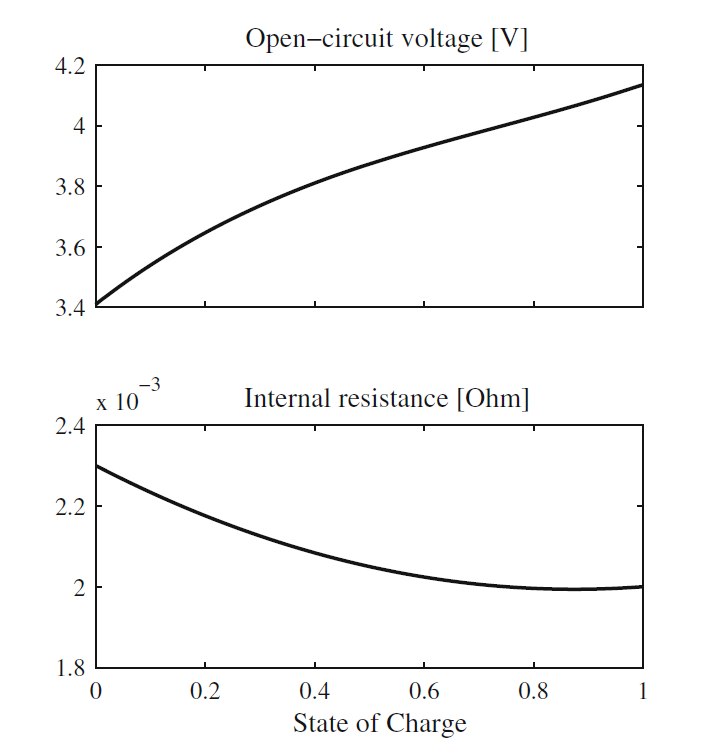 Open−circuit voltage [V]
4.2
4
3.8
3.6
3.4
x 10−3
Internal resistance [Ohm]
2.4
2.2
2
1.8
0 0.2 0.4 0.6 0.8 1
State of Charge